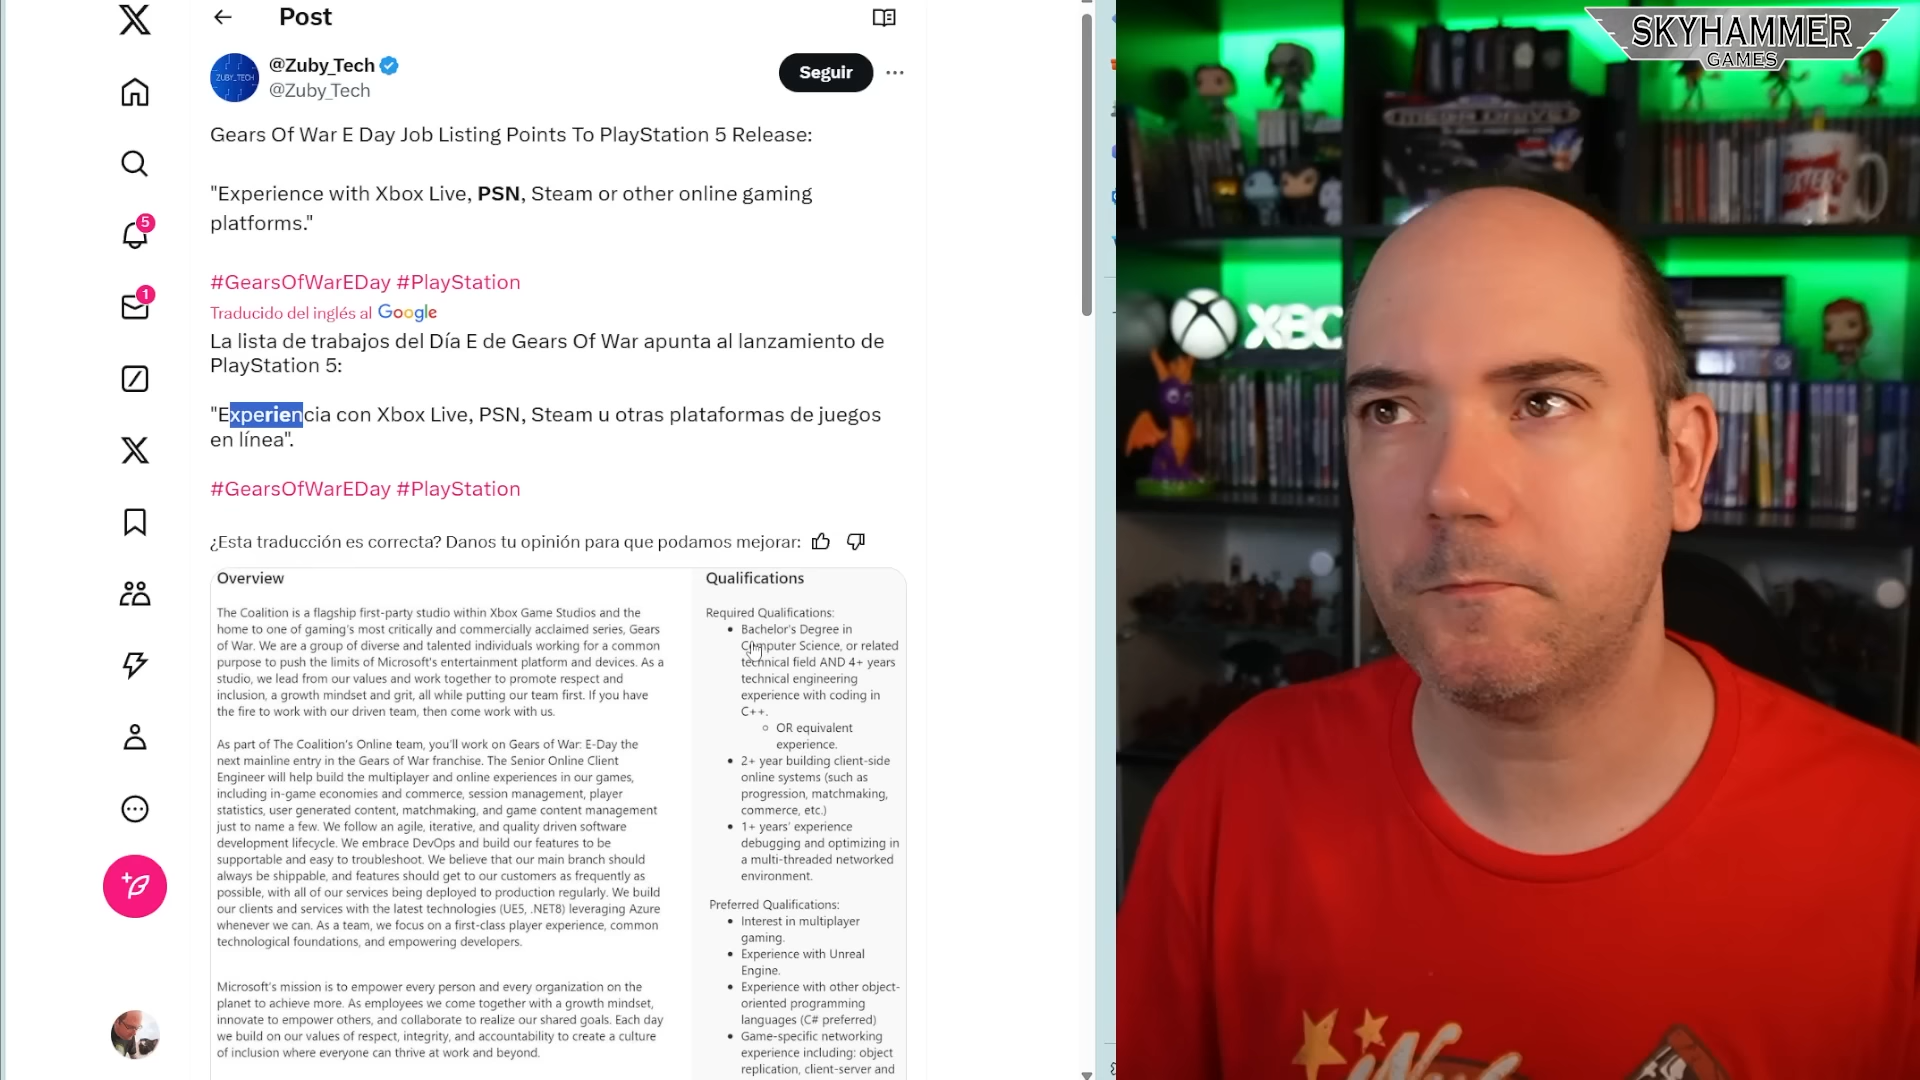 Post
@Zuby_Tech
@Zuby_Tech
Seguir
ZUBY_TECH
Gears Of War E Day Job Listing Points To PlayStation 5 Release:
"Experience with Xbox Live, PSN, Steam or other online gaming
platforms."
#GearsOfWarEDay #PlayStation
Traducido del inglés al Google
La lista de trabajos del Día E de Gears Of War apunta al lanzamiento de
PlayStation 5:
"Experiencia con Xbox Live, PSN, Steam u otras plataformas de juegos
en línea".
#GearsOfWarEDay #PlayStation
¿Esta traducción es correcta? Danos tu opinión para que podamos mejorar:
5
1
Overview
The Coalition is a flagship first-party studio within Xbox Game Studios and the
home to one of gaming's most critically and commercially acclaimed series, Gears
of War. We are a group of diverse and talented individuals working for a common
purpose to push the limits of Microsoft's entertainment platform and devices. As a
studio, we lead from our values and work together to promote respect and
inclusion, a growth mindset and grit, all while putting our team first. If you have
the fire to work with our driven team, then come work with us.
As part of The Coalition's Online team, you'll work on Gears of War: E-Day the
next mainline entry in the Gears of War franchise. The Senior Online Client
Engineer will help build the multiplayer and online experiences in our games,
including in-game economies and commerce, session management, player
statistics, user generated content, matchmaking, and game content management
just to name a few. We follow an agile, iterative, and quality driven software
development lifecycle. We embrace DevOps and build our features to be
supportable and easy to troubleshoot. We believe that our main branch should
always be shippable, and features should get to our customers as frequently as
possible, with all of our services being deployed to production regularly. We build
our clients and services with the latest technologies (UE5, .NET8) leveraging Azure
whenever we can. As a team, we focus on a first-class player experience, common
technological foundations, and empowering developers.
Microsoft's mission is to empower every person and every organization on the
planet to achieve more. As employees we come together with a growth mindset,
innovate to empower others, and collaborate to realize our shared goals. Each day
we build on our values of respect, integrity, and accountability to create a culture
of inclusion where everyone can thrive at work and beyond.
Qualifications
Required Qualifications:
Bachelor's Degree in
Computer Science, or related
technical field AND 4+ years
technical engineering
experience with coding in
C++.
OR equivalent
experience.
2+ year building client-side
online systems (such as
progression, matchmaking,
commerce, etc.)
1+ years' experience
debugging and optimizing in
a multi-threaded networked
environment.
Preferred Qualifications:
Interest in multiplayer
gaming.
Experience with Unreal
Engine.
Experience with other object-
oriented programming
languages (C# preferred)
Game-specific networking
experience including: object
replication, client-server and
SKYHAMMER
GAMES
MEGA DRIVE
XBO